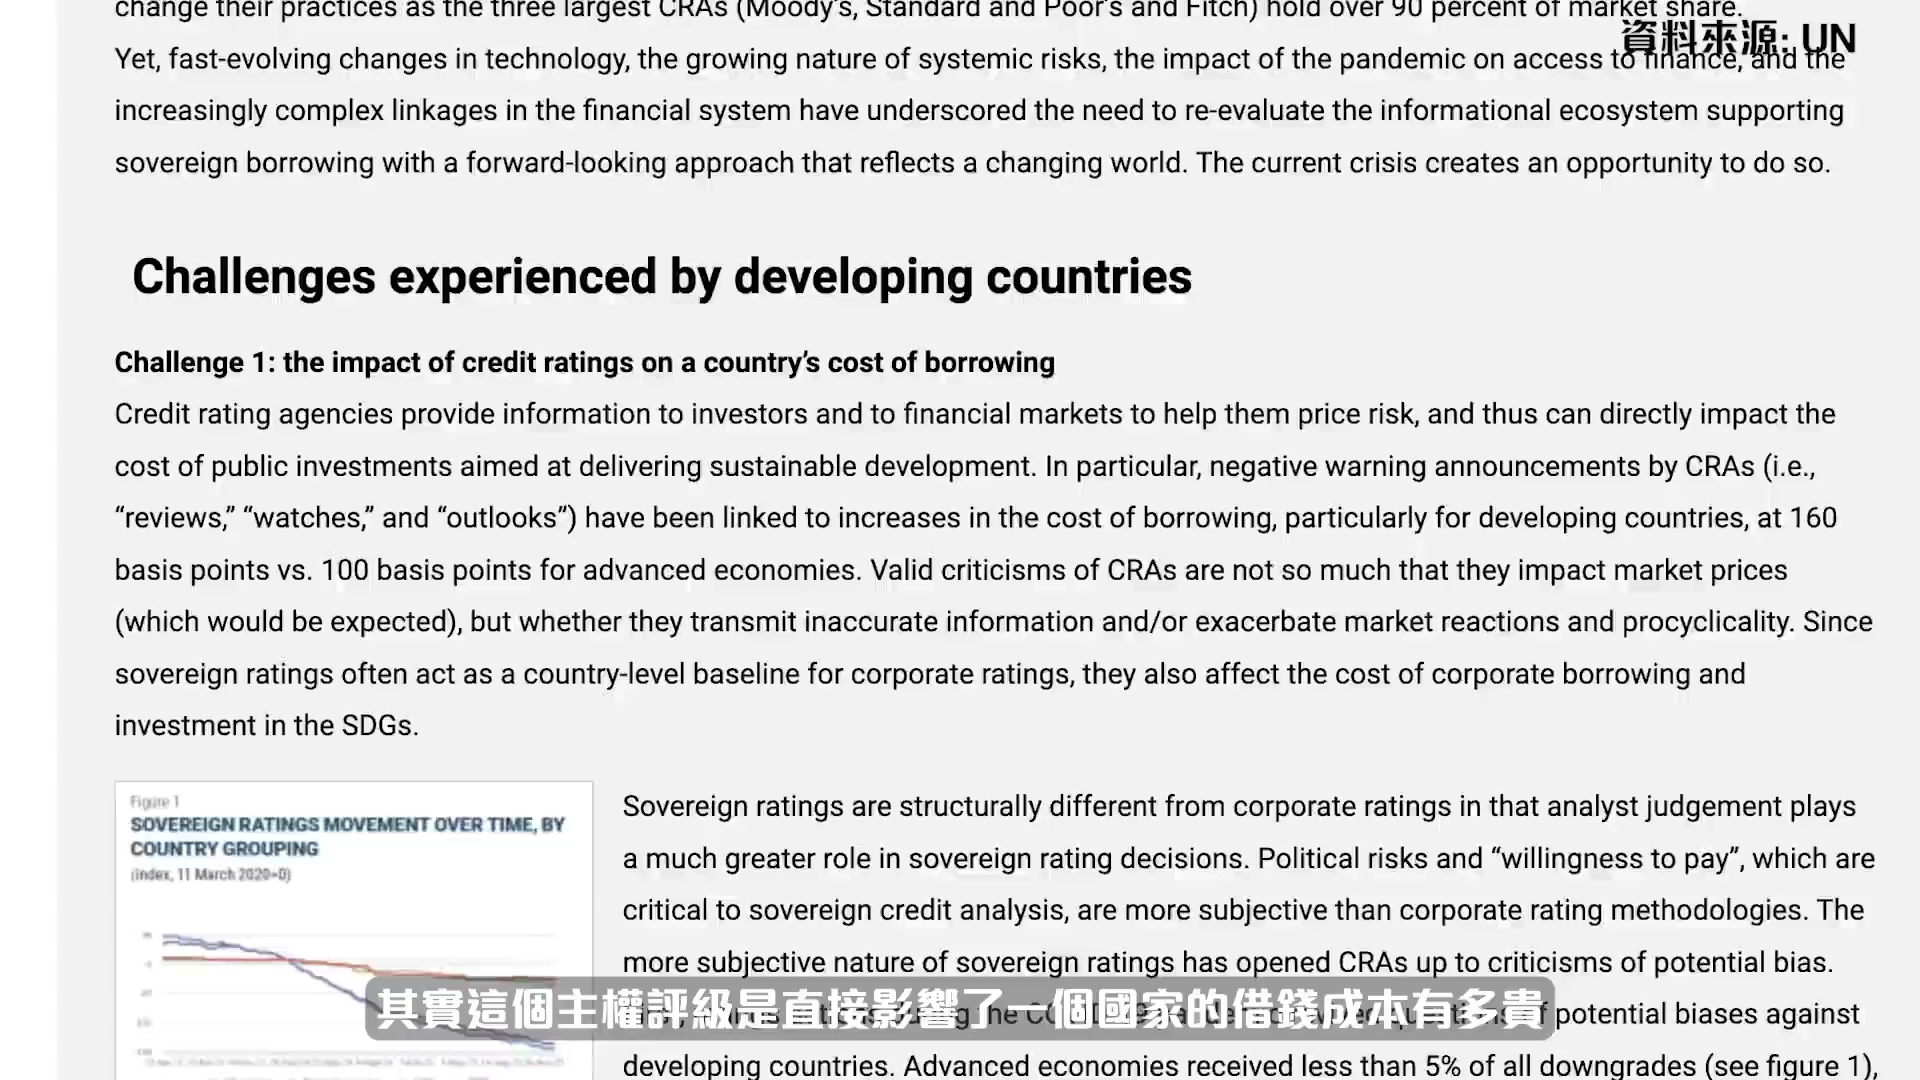 change their practices as the three largest CRAs (Moody's, Standard and Poor's and Fitch) hold over 90 percent of market share.
資料來源: UN
Yet, fast-evolving changes in technology, the growing nature of systemic risks, the impact of the pandemic on access to finance, and the
increasingly complex linkages in the financial system have underscored the need to re-evaluate the informational ecosystem supporting
sovereign borrowing with a forward-looking approach that reflects a changing world. The current crisis creates an opportunity to do so.
Challenges experienced by developing countries
Challenge 1: the impact of credit ratings on a country’s cost of borrowing
Credit rating agencies provide information to investors and to financial markets to help them price risk, and thus can directly impact the
cost of public investments aimed at delivering sustainable development. In particular, negative warning announcements by CRAs (i.e.,
“reviews,” “watches,” and “outlooks”) have been linked to increases in the cost of borrowing, particularly for developing countries, at 160
basis points vs. 100 basis points for advanced economies. Valid criticisms of CRAs are not so much that they impact market prices
(which would be expected), but whether they transmit inaccurate information and/or exacerbate market reactions and procyclicality. Since
sovereign ratings often act as a country-level baseline for corporate ratings, they also affect the cost of corporate borrowing and
investment in the SDGs.
Figure 1
SOVEREIGN RATINGS MOVEMENT OVER TIME, BY
COUNTRY GROUPING
(index, 11 March 2020=0)
Sovereign ratings are structurally different from corporate ratings in that analyst judgement plays
a much greater role in sovereign rating decisions. Political risks and “willingness to pay”, which are
critical to sovereign credit analysis, are more subjective than corporate rating methodologies. The
more subjective nature of sovereign ratings has opened CRAs up to criticisms of potential bias.
potential biases against
developing countries. Advanced economies received less than 5% of all downgrades (see figure 1),
其實這個主權評級是直接影響了一個國家的借錢成本有多貴